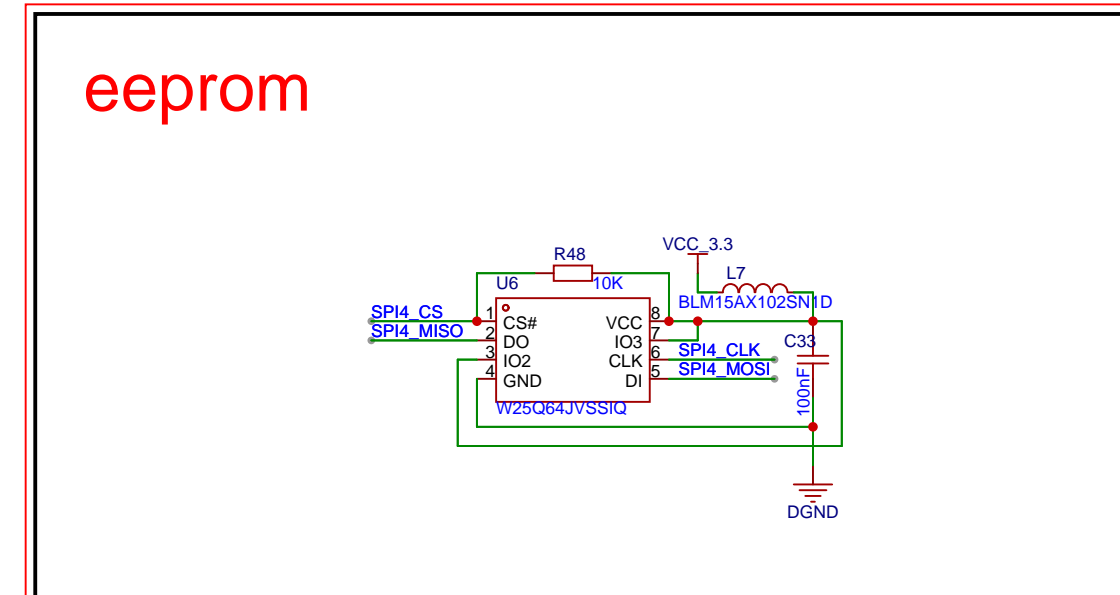 eeprom
VCC_3.3
R48
L7
U6
10K
BLM15AX102SN1D
SPI4_CS
1
CS#
VCC
8
SPI4_MISO
2
DO
IO3
7
C33
3
IO2
CLK
6
SPI4_CLK
4
GND
DI
5
SPI4_MOSI
100nF
W25Q64JVSSIQ
DGND